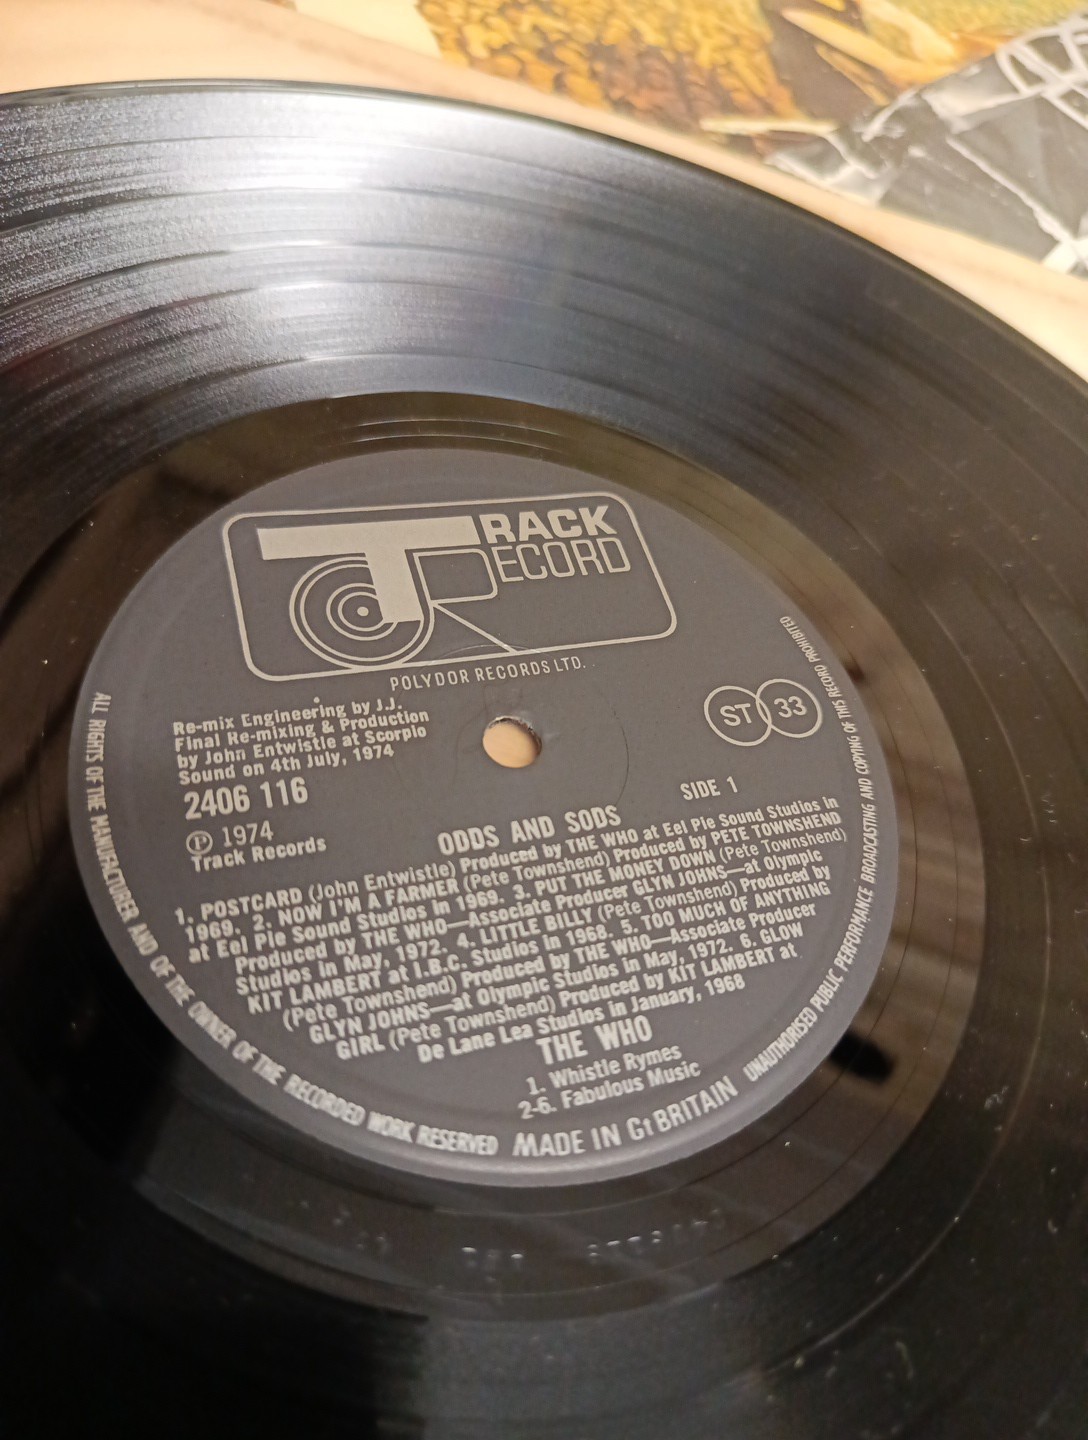 TRACK
RECORD
POLYDOR RECORDS LTD.
Re-mix Engineering by J.J.
Final Re-mixing & Production
by John Entwistle at Scorpio
Sound on 4th July, 1974
2406 116
℗ 1974
Track Records
ST 33
SIDE 1
ODDS AND SODS
1. POSTCARD (John Entwistle) Produced by THE WHO at Eel Pie Sound Studios in
1969. 2. NOW I'M A FARMER (Pete Townshend) Produced by PETE TOWNSHEND
at Eel Pie Sound Studios in 1969. 3. PUT THE MONEY DOWN (Pete Townshend)
Produced by THE WHO—Associate Producer GLYN JOHNS—at Olympic
Studios in May, 1972. 4. LITTLE BILLY (Pete Townshend) Produced by
KIT LAMBERT at I.B.C. Studios in 1968. 5. TOO MUCH OF ANYTHING
(Pete Townshend) Produced by THE WHO—Associate Producer
GLYN JOHNS—at Olympic Studios in May, 1972. 6. GLOW
GIRL (Pete Townshend) Produced by KIT LAMBERT at
De Lane Lea Studios in January, 1968
THE WHO
1. Whistle Rymes
2-6. Fabulous Music
ALL RIGHTS OF THE MANUFACTURER AND OF THE OWNER OF THE RECORDED WORK RESERVED
MADE IN Gt BRITAIN
UNAUTHORISED PUBLIC PERFORMANCE BROADCASTING AND COPYING OF THIS RECORD PROHIBITED